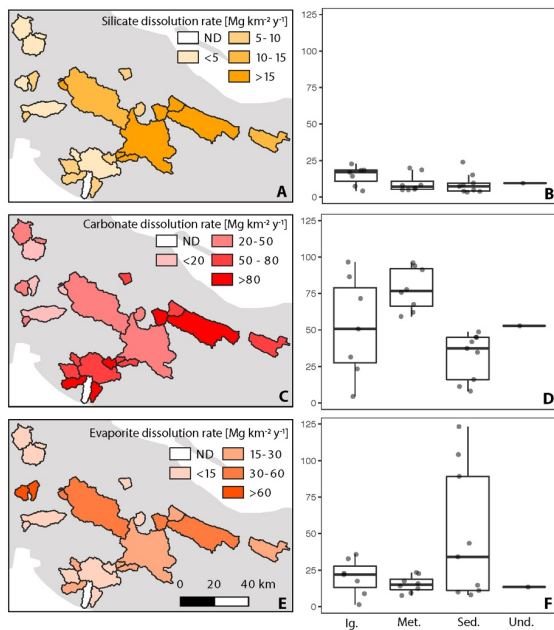 Silicate dissolution rate [Mg km⁻² y⁻¹]
ND 5-10
<5 10-15
>15
A
125
100
75
50
25
0
B
Carbonate dissolution rate [Mg km⁻² y⁻¹]
ND 20-50
<20 50-80
>80
C
125
100
75
50
25
0
D
Evaporite dissolution rate [Mg km⁻² y⁻¹]
ND 15-30
<15 30-60
>60
0 20 40 km
E
125
100
75
50
25
0
F
Ig. Met. Sed. Und.